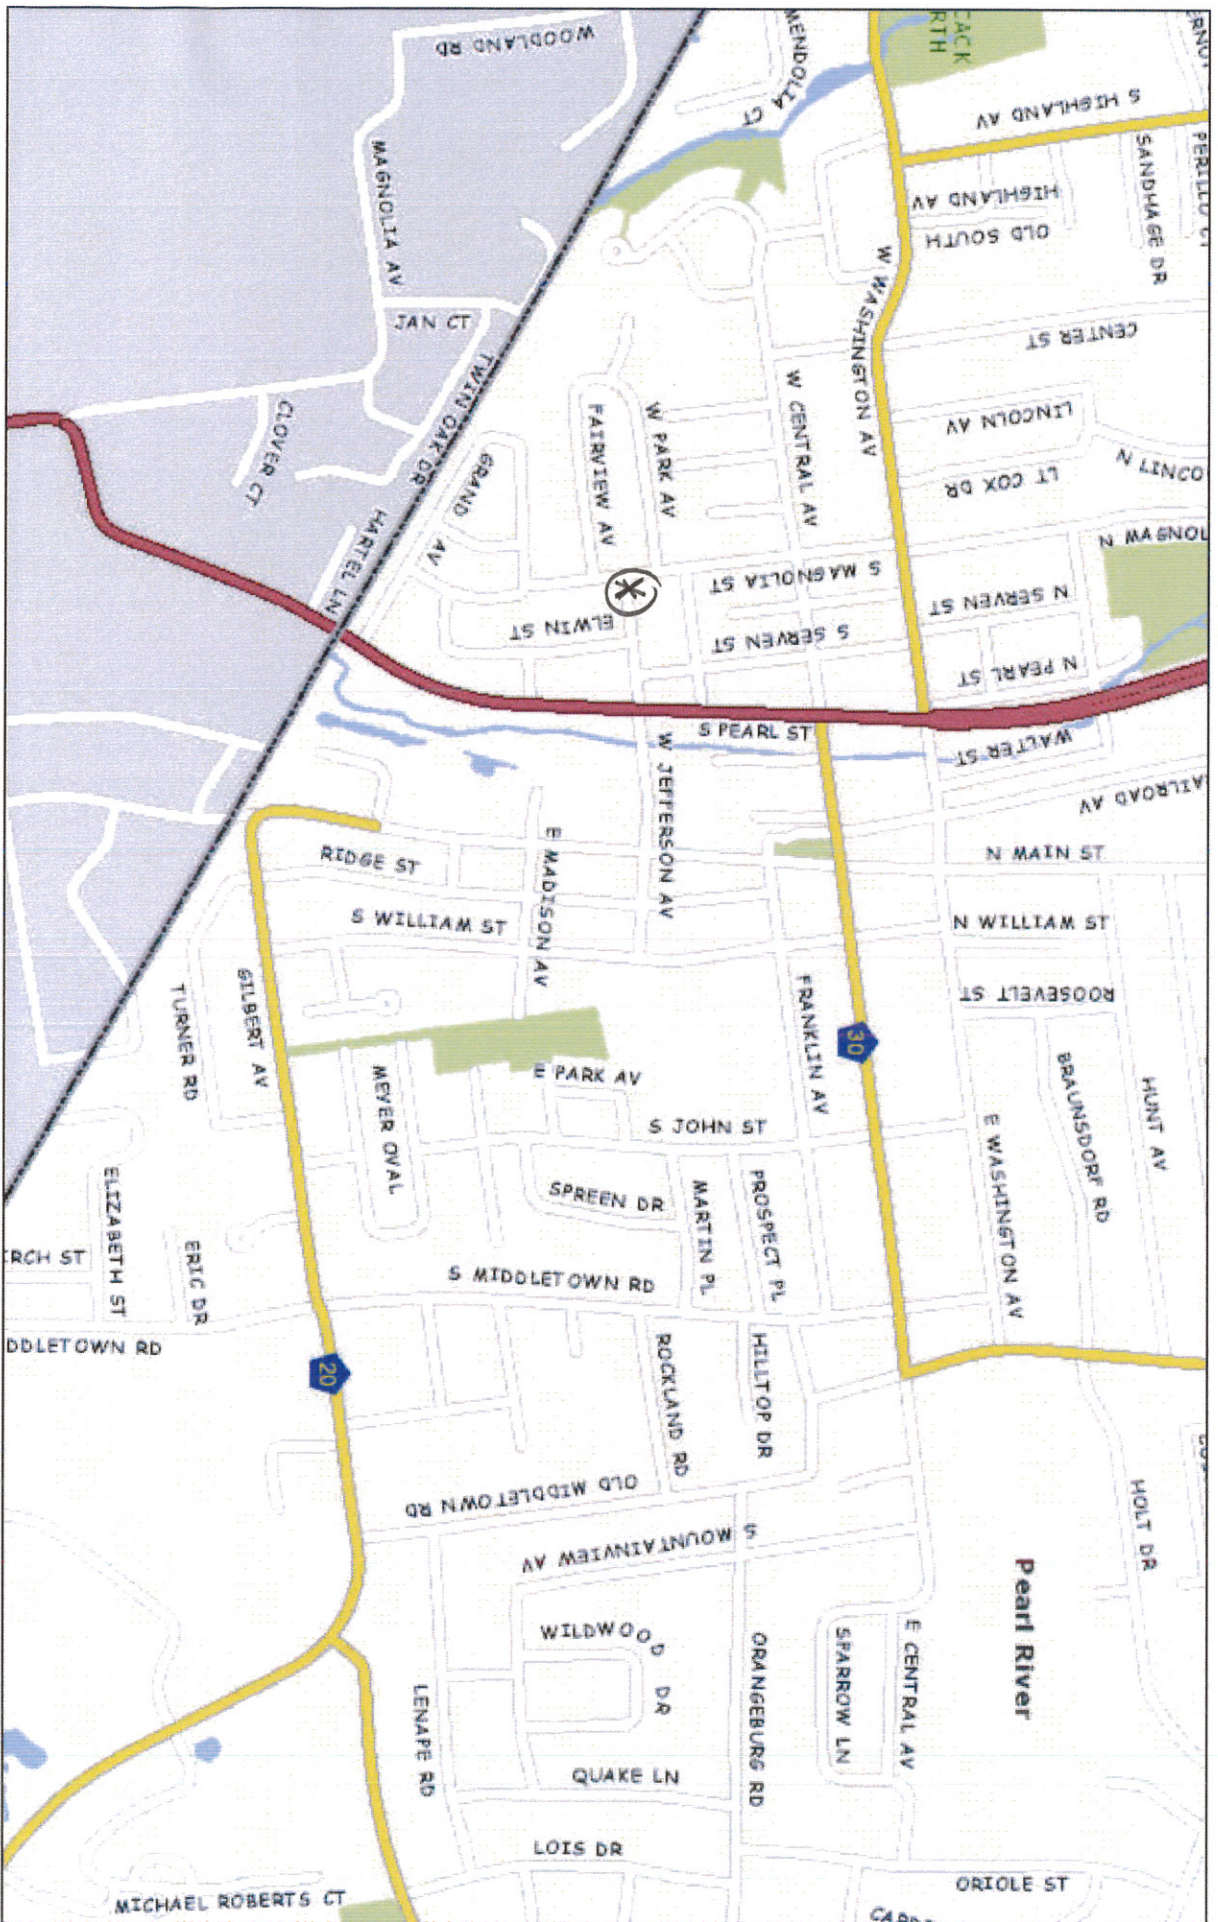 WOODLAND RD
MENDOLIA CT
S HIGHLAND AV
SANDHAGE DR
OLD SOUTH
HIGHLAND AV
MAGNOLIA AV
W WASHINGTON AV
JAN CT
CENTER ST
TWIN OAK DR
CLOVER CT
W CENTRAL AV
LINCOLN AV
FAIRVIEW AV
W PARK AV
GRAND AV
LT COX DR
N LINCO
N MAGNOL
HARTEL LN
S MAGNOLIA ST
N SERVEN ST
ELWIN ST
S SERVEN ST
N PEARL ST
S PEARL ST
WALTER ST
W JEFFERSON AV
AILROAD AV
RIDGE ST
E MADISON AV
N MAIN ST
S WILLIAM ST
N WILLIAM ST
ROOSEVELT ST
TURNER RD
GILBERT AV
FRANKLIN AV
30
E PARK AV
MEYER OVAL
BRAUNSDORF RD
HUNT AV
S JOHN ST
E WASHINGTON AV
ELIZABETH ST
SPREEN DR
MARTIN PL
PROSPECT PL
IRCH ST
ERIC DR
S MIDDLETOWN RD
DDLETOWN RD
20
ROCKLAND RD
HILLTOP DR
OLD MIDDLETOWN RD
HOLT DR
S MOUNTAINVIEW AV
Pearl River
WILDWOOD DR
ORANGEBURG RD
SPARROW LN
E CENTRAL AV
LENAPE RD
QUAKE LN
LOIS DR
MICHAEL ROBERTS CT
ORIOLE ST